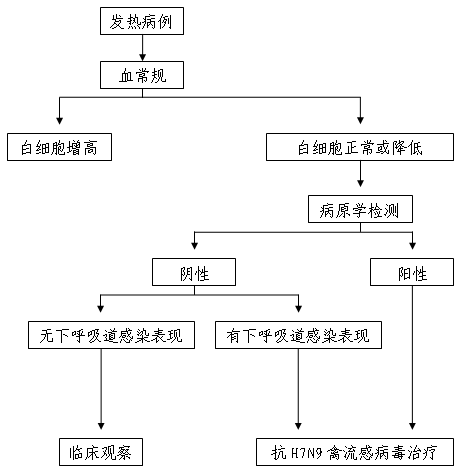 发热病例
血常规
白细胞增高
白细胞正常或降低
病原学检测
阴性
阳性
无下呼吸道感染表现
有下呼吸道感染表现
临床观察
抗H7N9禽流感病毒治疗